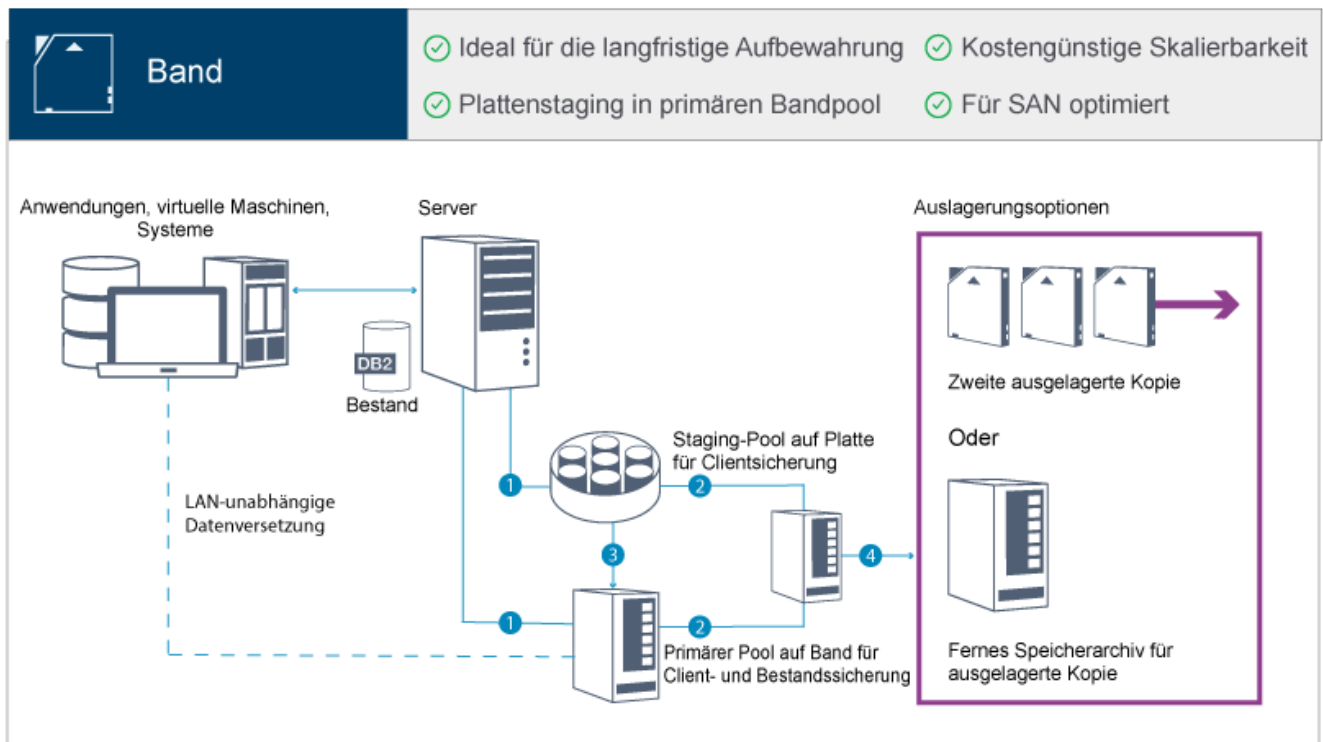 Band
Ideal für die langfristige Aufbewahrung
Kostengünstige Skalierbarkeit
Plattenstaging in primären Bandpool
Für SAN optimiert
Anwendungen, virtuelle Maschinen,
Systeme
Server
Auslagerungsoptionen
DB2
Bestand
Zweite ausgelagerte Kopie
Oder
Staging-Pool auf Platte
für Clientsicherung
1
2
LAN-unabhängige
Datenversetzung
3
4
1
2
Primärer Pool auf Band für
Client- und Bestandssicherung
Fernes Speicherarchiv für
ausgelagerte Kopie